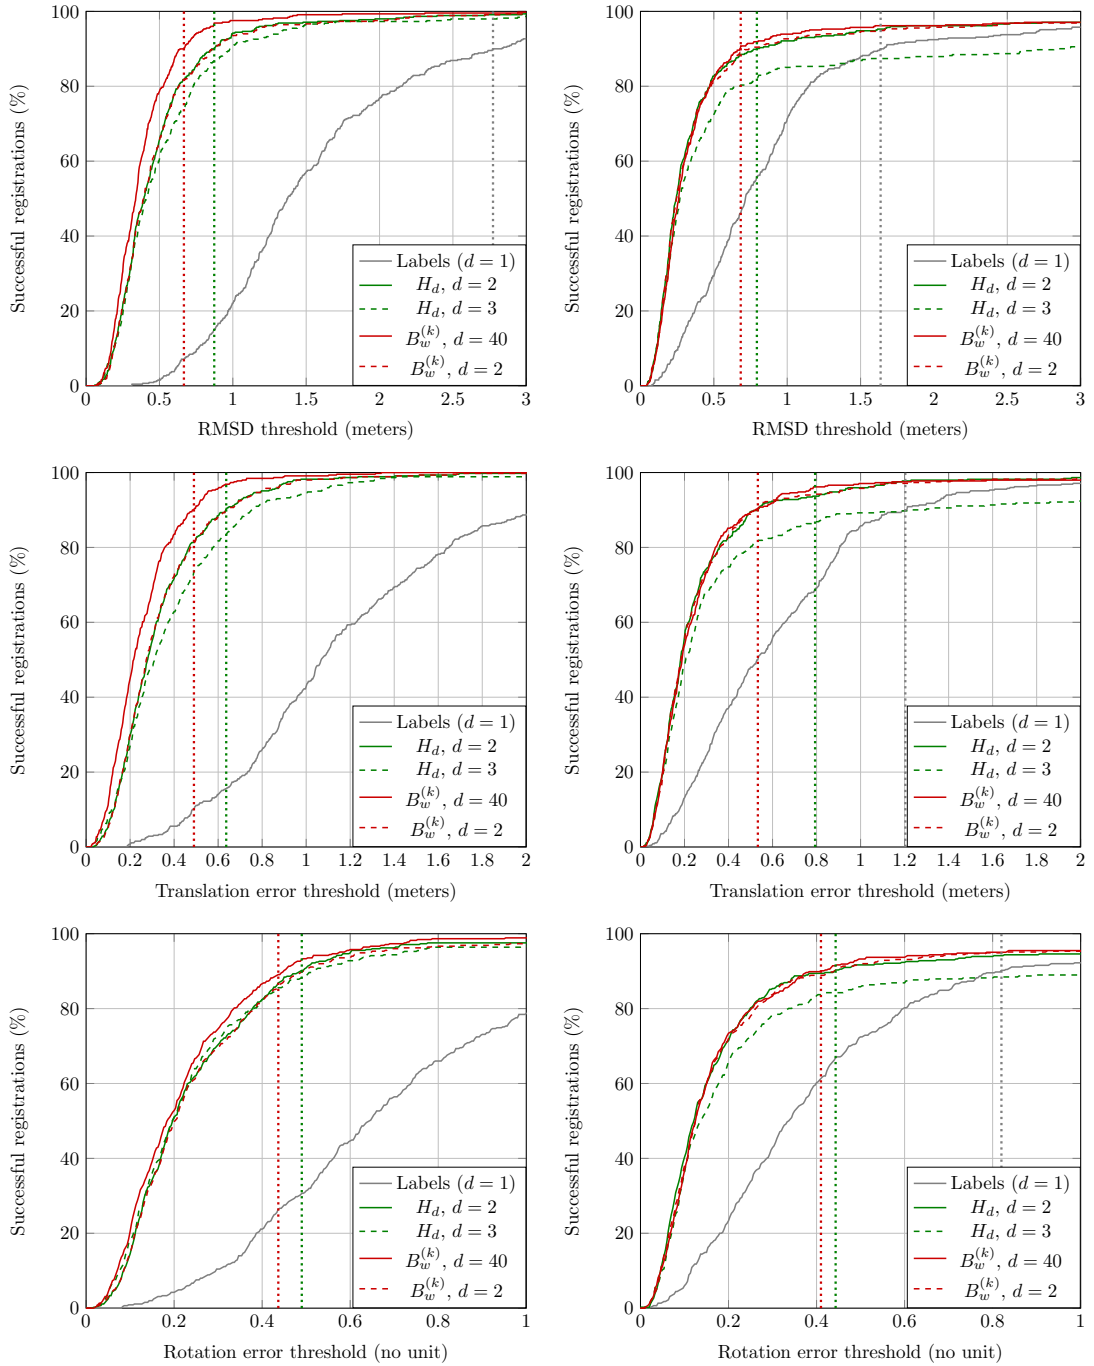 100
80
60
40
20
0
Successful registrations (%)
0 0.5 1 1.5 2 2.5 3
RMSD threshold (meters)
Labels (d = 1)
H_d, d = 2
H_d, d = 3
B_w^{(k)}, d = 40
B_w^{(k)}, d = 2
100
80
60
40
20
0
Successful registrations (%)
0 0.5 1 1.5 2 2.5 3
RMSD threshold (meters)
Labels (d = 1)
H_d, d = 2
H_d, d = 3
B_w^{(k)}, d = 40
B_w^{(k)}, d = 2
100
80
60
40
20
0
Successful registrations (%)
0 0.2 0.4 0.6 0.8 1 1.2 1.4 1.6 1.8 2
Translation error threshold (meters)
Labels (d = 1)
H_d, d = 2
H_d, d = 3
B_w^{(k)}, d = 40
B_w^{(k)}, d = 2
100
80
60
40
20
0
Successful registrations (%)
0 0.2 0.4 0.6 0.8 1 1.2 1.4 1.6 1.8 2
Translation error threshold (meters)
Labels (d = 1)
H_d, d = 2
H_d, d = 3
B_w^{(k)}, d = 40
B_w^{(k)}, d = 2
100
80
60
40
20
0
Successful registrations (%)
0 0.2 0.4 0.6 0.8 1
Rotation error threshold (no unit)
Labels (d = 1)
H_d, d = 2
H_d, d = 3
B_w^{(k)}, d = 40
B_w^{(k)}, d = 2
100
80
60
40
20
0
Successful registrations (%)
0 0.2 0.4 0.6 0.8 1
Rotation error threshold (no unit)
Labels (d = 1)
H_d, d = 2
H_d, d = 3
B_w^{(k)}, d = 40
B_w^{(k)}, d = 2